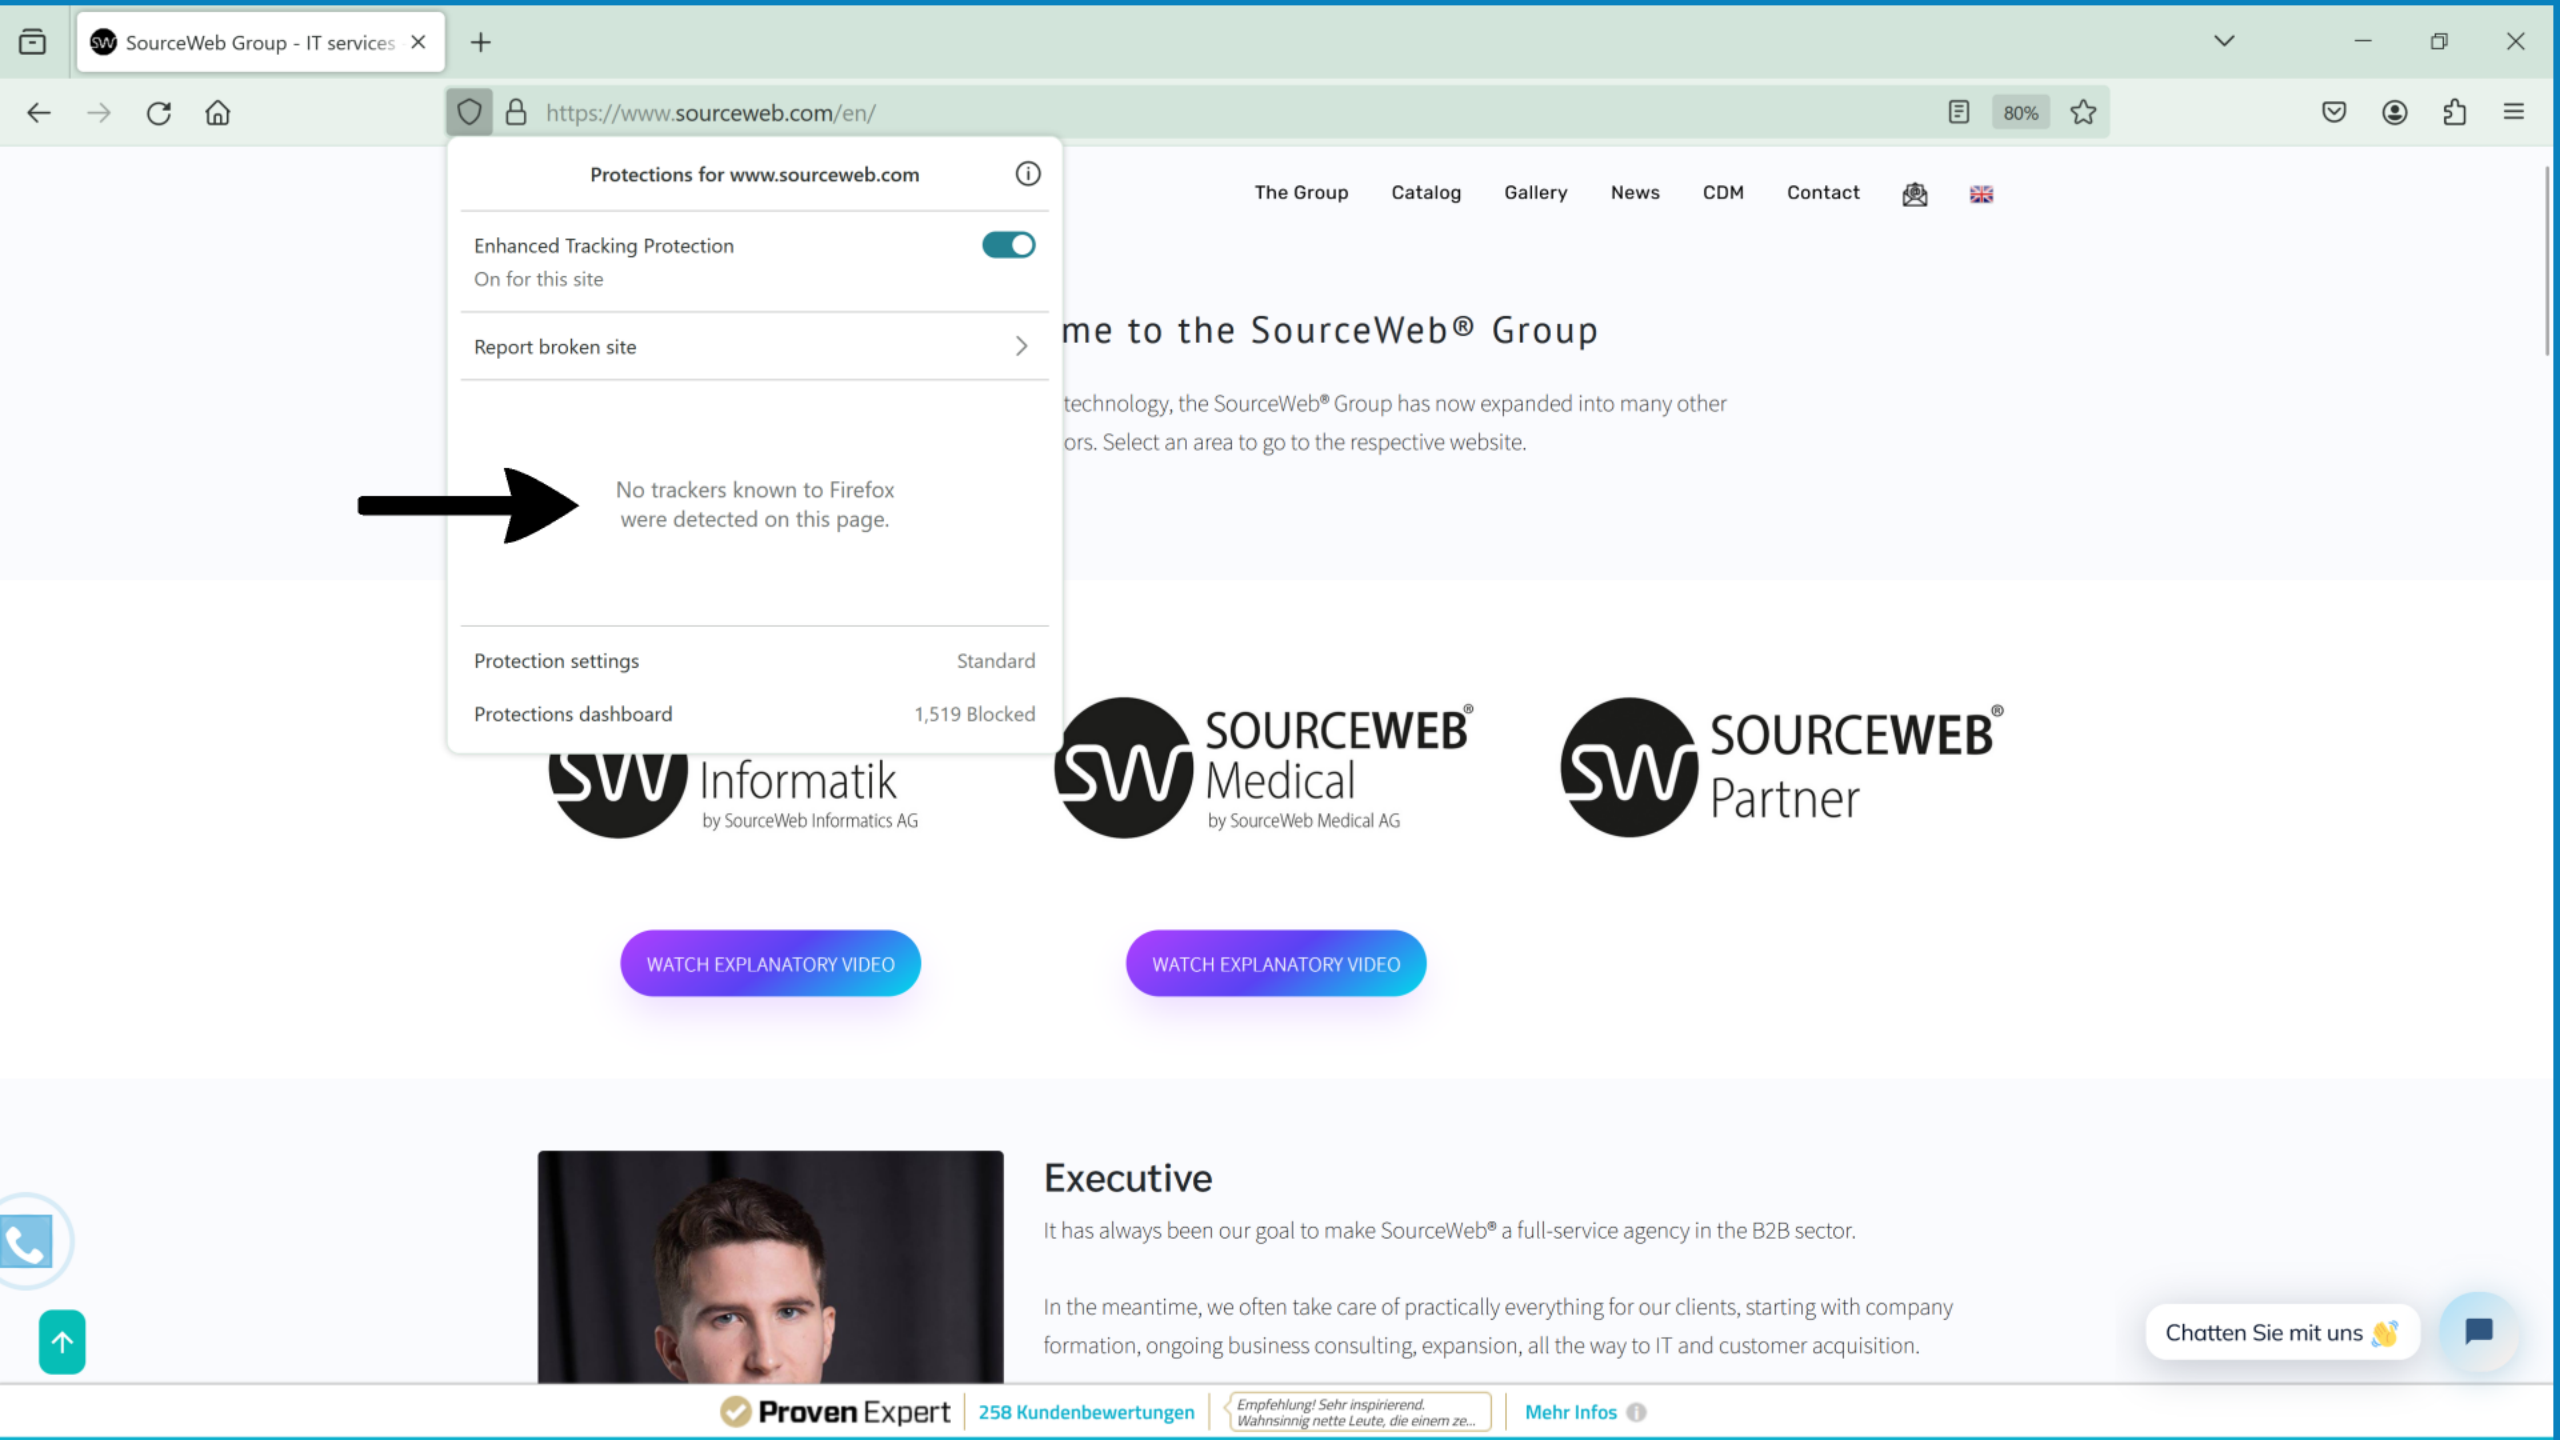 SourceWeb Group - IT services
https://www.sourceweb.com/en/
80%
Protections for www.sourceweb.com
Enhanced Tracking Protection
On for this site
Report broken site
No trackers known to Firefox
were detected on this page.
Protection settings Standard
Protections dashboard 1,519 Blocked
The Group Catalog Gallery News CDM Contact
me to the SourceWeb® Group
technology, the SourceWeb® Group has now expanded into many other
ors. Select an area to go to the respective website.
SW
Informatik
by SourceWeb Informatics AG
SW
SOURCEWEB®
Medical
by SourceWeb Medical AG
SW
SOURCEWEB®
Partner
WATCH EXPLANATORY VIDEO
WATCH EXPLANATORY VIDEO
Executive
It has always been our goal to make SourceWeb® a full-service agency in the B2B sector.
In the meantime, we often take care of practically everything for our clients, starting with company
formation, ongoing business consulting, expansion, all the way to IT and customer acquisition.
Chatten Sie mit uns 👋
Proven Expert
258 Kundenbewertungen
Empfehlung! Sehr inspirierend.
Wahnsinnig nette Leute, die einem ze...
Mehr Infos